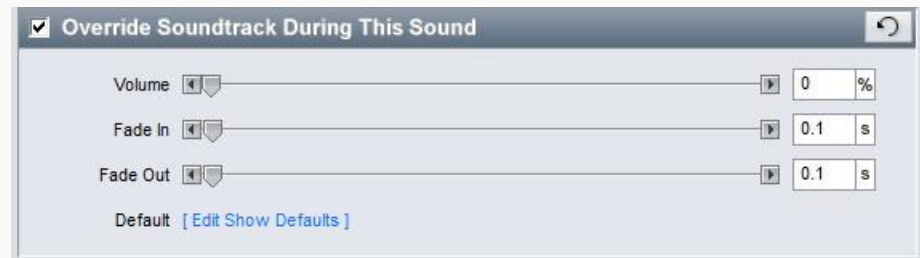 Override Soundtrack During This Sound
Volume 0 %
Fade In 0.1 s
Fade Out 0.1 s
Default [ Edit Show Defaults ]